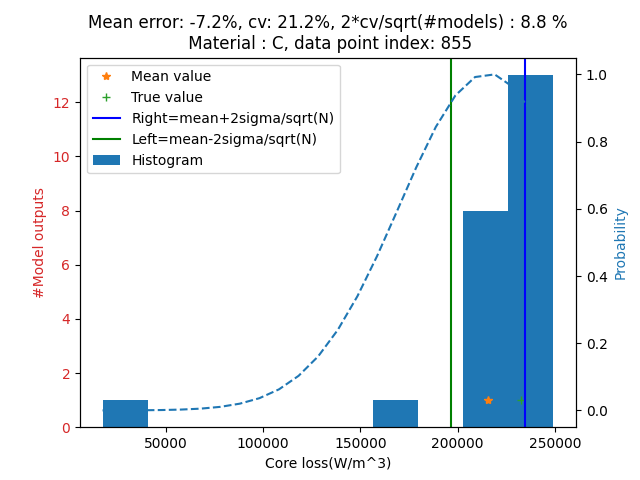 Mean error: -7.2%, cv: 21.2%, 2*cv/sqrt(#models) : 8.8 %
Material : C, data point index: 855
Mean value
True value
Right=mean+2sigma/sqrt(N)
Left=mean-2sigma/sqrt(N)
Histogram
#Model outputs
12
10
8
6
4
2
0
1.0
0.8
0.6
0.4
0.2
0.0
Probability
50000 100000 150000 200000 250000
Core loss(W/m^3)